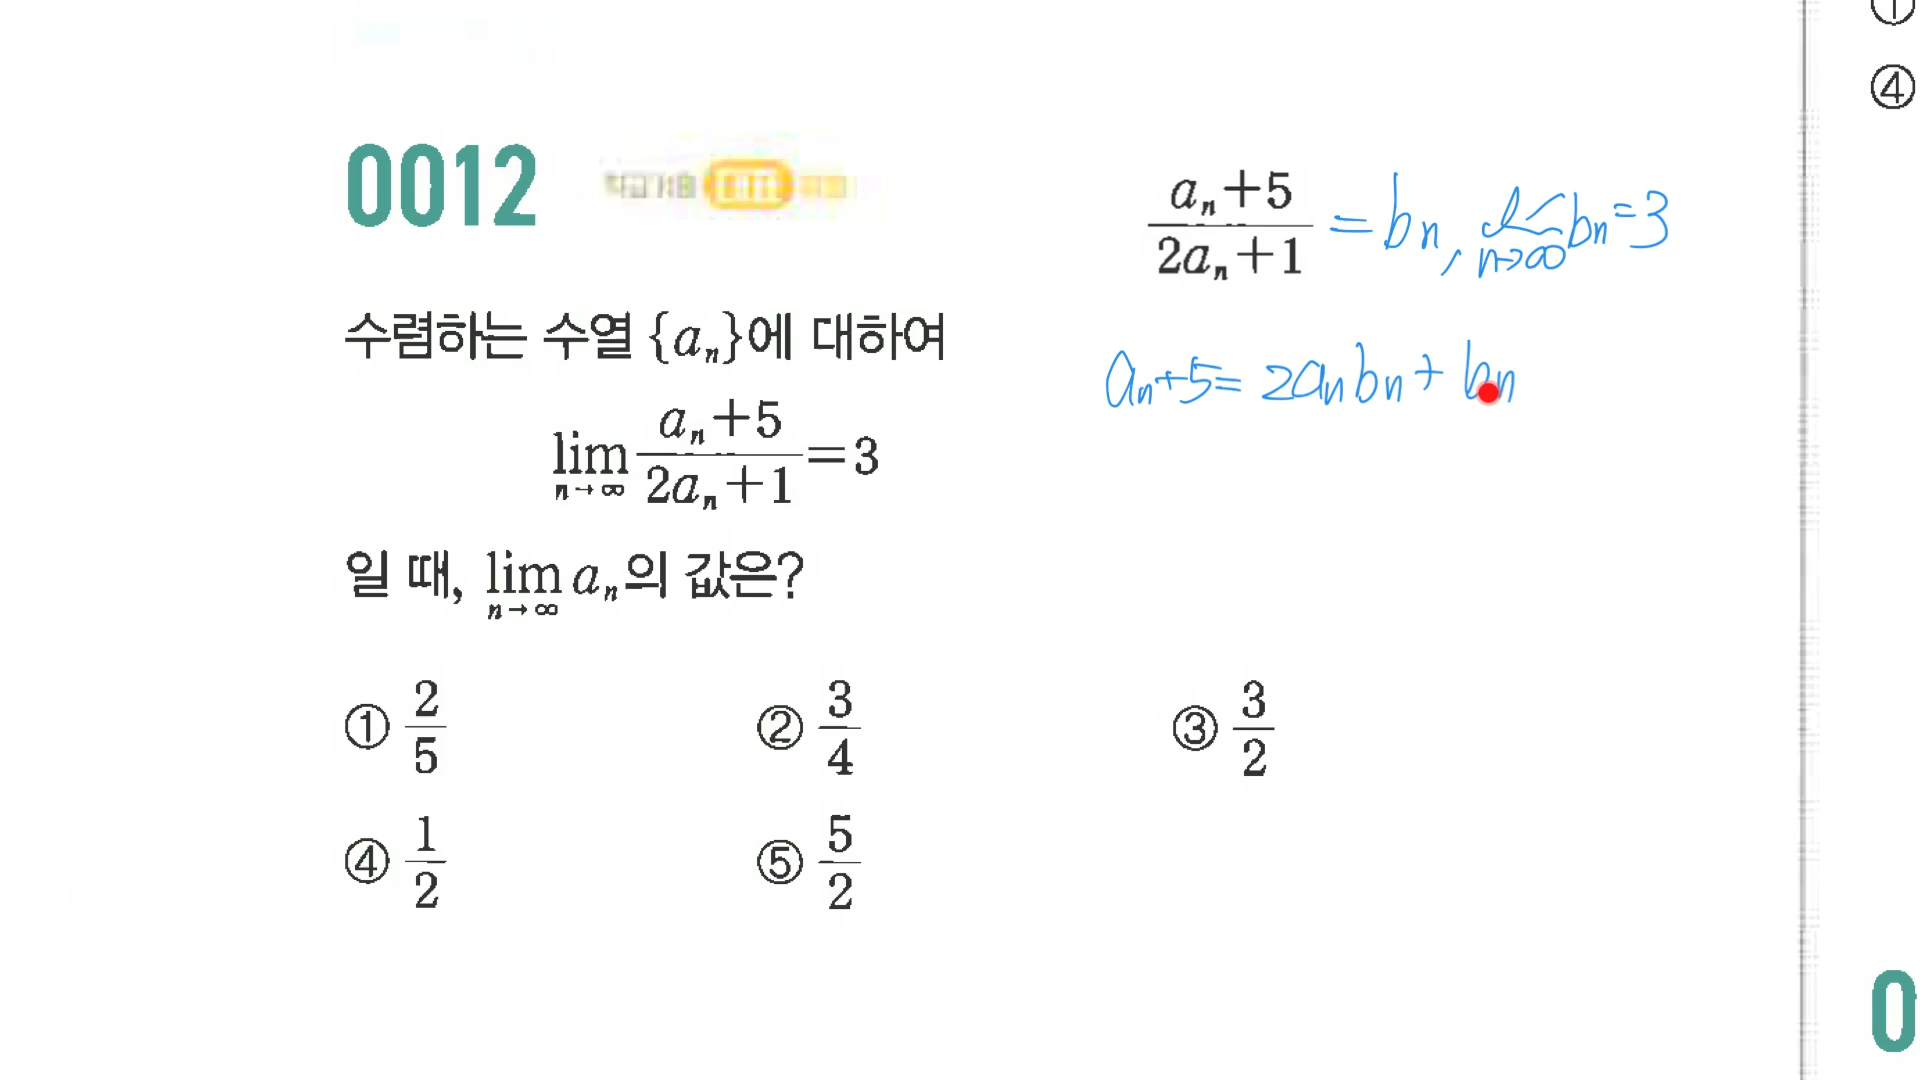 0012
수렴하는 수열 {aₙ}에 대하여
lim_{n→∞} (aₙ+5)/(2aₙ+1) = 3
일 때, lim_{n→∞} aₙ의 값은?
① 2/5 ② 3/4 ③ 3/2
④ 1/2 ⑤ 5/2
(aₙ+5)/(2aₙ+1) = bₙ, lim_{n→∞} bₙ = 3
aₙ+5 = 2aₙbₙ + bₙ
①
④
0